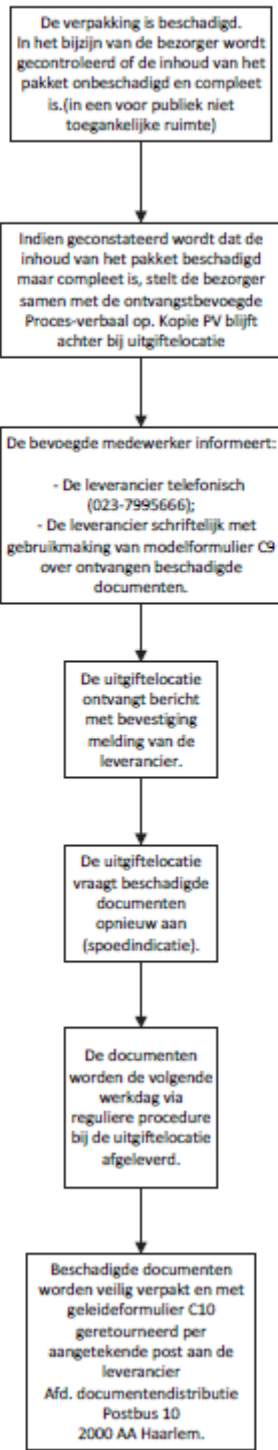 De verpakking is beschadigd.
In het bijzijn van de bezorger wordt
gecontroleerd of de inhoud van het
pakket onbeschadigd en compleet
is.(in een voor publiek niet
toegankelijke ruimte)
Indien geconstateerd wordt dat de
inhoud van het pakket beschadigd
maar compleet is, stelt de bezorger
samen met de ontvangstbevoegde
Proces-verbaal op. Kopie PV blijft
achter bij uitgiftelocatie
De bevoegde medewerker informeert:
- De leverancier telefonisch
(023-7995666);
- De leverancier schriftelijk met
gebruikmaking van modelformulier C9
over ontvangen beschadigde
documenten.
De uitgiftelocatie
ontvangt bericht
met bevestiging
melding van de
leverancier.
De uitgiftelocatie
vraagt beschadigde
documenten
opnieuw aan
(spoedindicatie).
De documenten
worden de volgende
werkdag via
reguliere procedure
bij de uitgiftelocatie
afgeleverd.
Beschadigde documenten
worden veilig verpakt en met
geleideformulier C10
geretourneerd per
aangetekende post aan de
leverancier
Afd. documentendistributie
Postbus 10
2000 AA Haarlem.